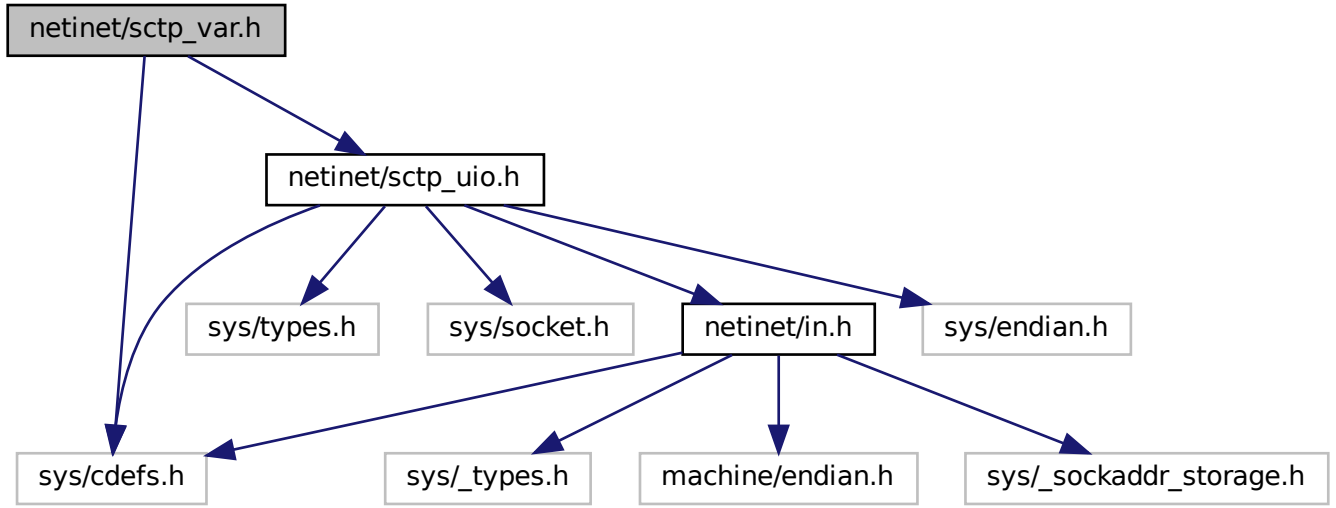 netinet/sctp_var.h
netinet/sctp_uio.h
sys/types.h
sys/socket.h
netinet/in.h
sys/endian.h
sys/cdefs.h
sys/_types.h
machine/endian.h
sys/_sockaddr_storage.h